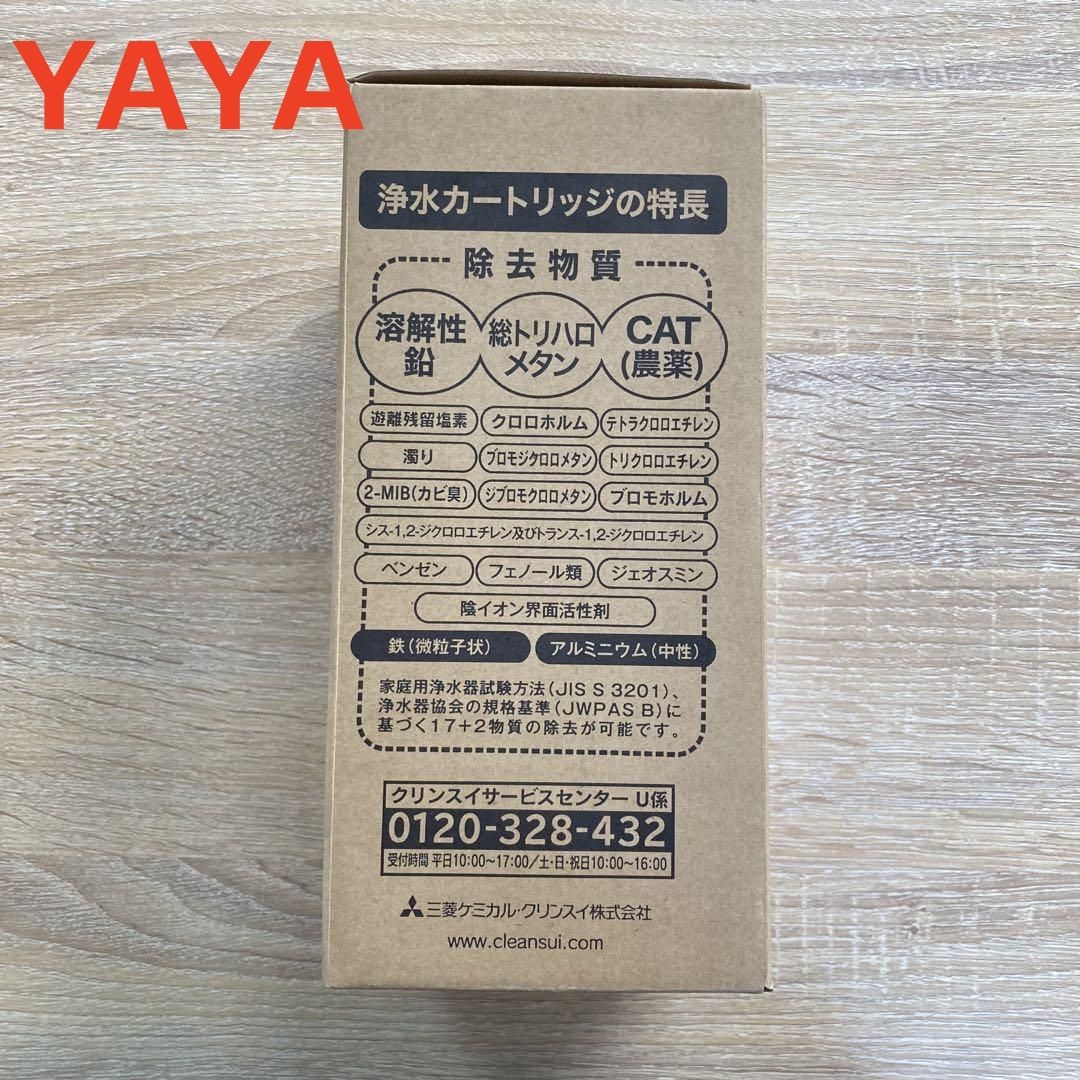 YAYA
浄水カートリッジの特長
除去物質
溶解性
鉛
総トリハロ
メタン
CAT
(農薬)
遊離残留塩素 クロロホルム テトラクロロエチレン
濁り ブロモジクロロメタン トリクロロエチレン
2-MIB(カビ臭) ジブロモクロロメタン ブロモホルム
シス-1,2-ジクロロエチレン及びトランス-1,2-ジクロロエチレン
ベンゼン フェノール類 ジェオスミン
陰イオン界面活性剤
鉄(微粒子状) アルミニウム(中性)
家庭用浄水器試験方法(JIS S 3201)、
浄水器協会の規格基準(JWPAS B)に
基づく17+2物質の除去が可能です。
クリンスイサービスセンター U係
0120-328-432
受付時間 平日10:00〜17:00/土・日・祝日10:00〜16:00
三菱ケミカル・クリンスイ株式会社
www.cleansui.com